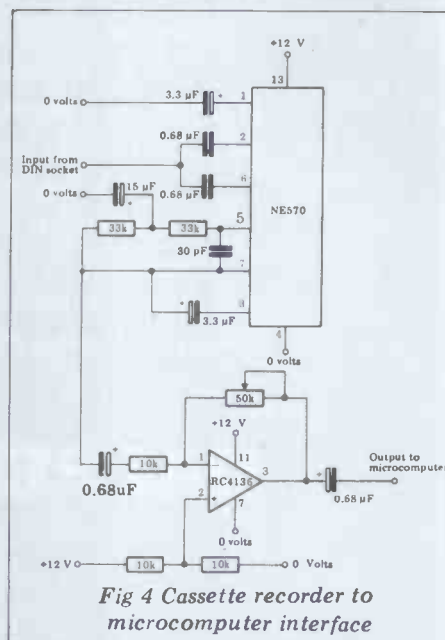 +12 V
13
3.3 µF
+
0 volts
1
0.68 µF
2
Input from
DIN socket
0.68 µF
6
0 volts
15 µF
+
NE570
33k
33k
5
30 pF
7
+
3.3 µF
8
4
0 volts
50k
+12 V
+
10k
1
-
11
Output to
microcomputer
RC4136
3
+
0.68uF
2
+
7
0.68 µF
0 volts
+12 V
10k
10k
0 Volts
Fig 4 Cassette recorder to
microcomputer interface